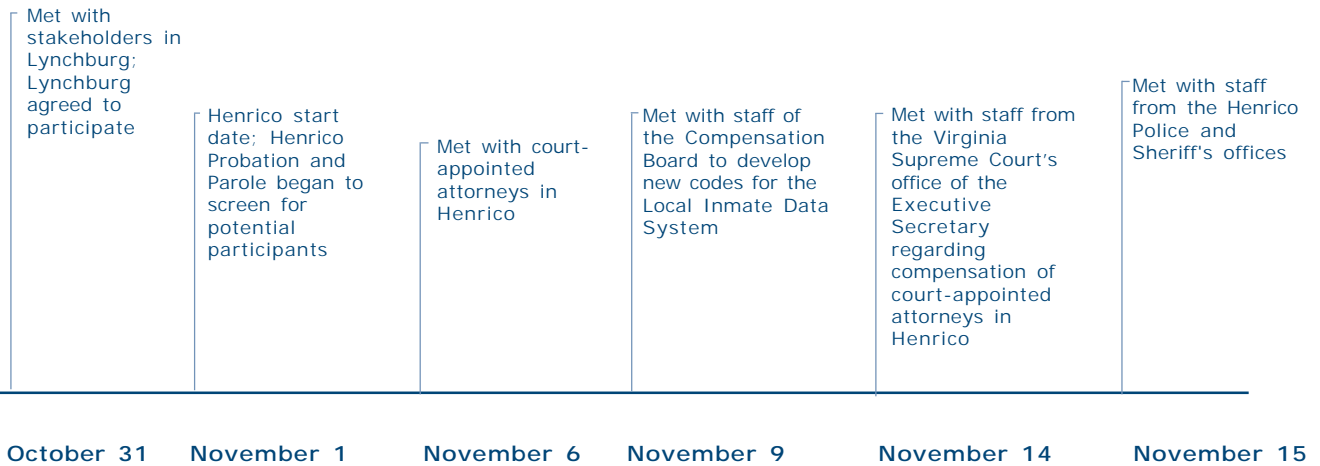 Met with
stakeholders in
Lynchburg;
Lynchburg
agreed to
participate
Henrico start
date; Henrico
Probation and
Parole began to
screen for
potential
participants
Met with court-
appointed
attorneys in
Henrico
Met with staff of
the Compensation
Board to develop
new codes for the
Local Inmate Data
System
Met with staff from
the Virginia
Supreme Court's
office of the
Executive
Secretary
regarding
compensation of
court-appointed
attorneys in
Henrico
Met with staff
from the Henrico
Police and
Sheriff's offices
October 31
November 1
November 6
November 9
November 14
November 15